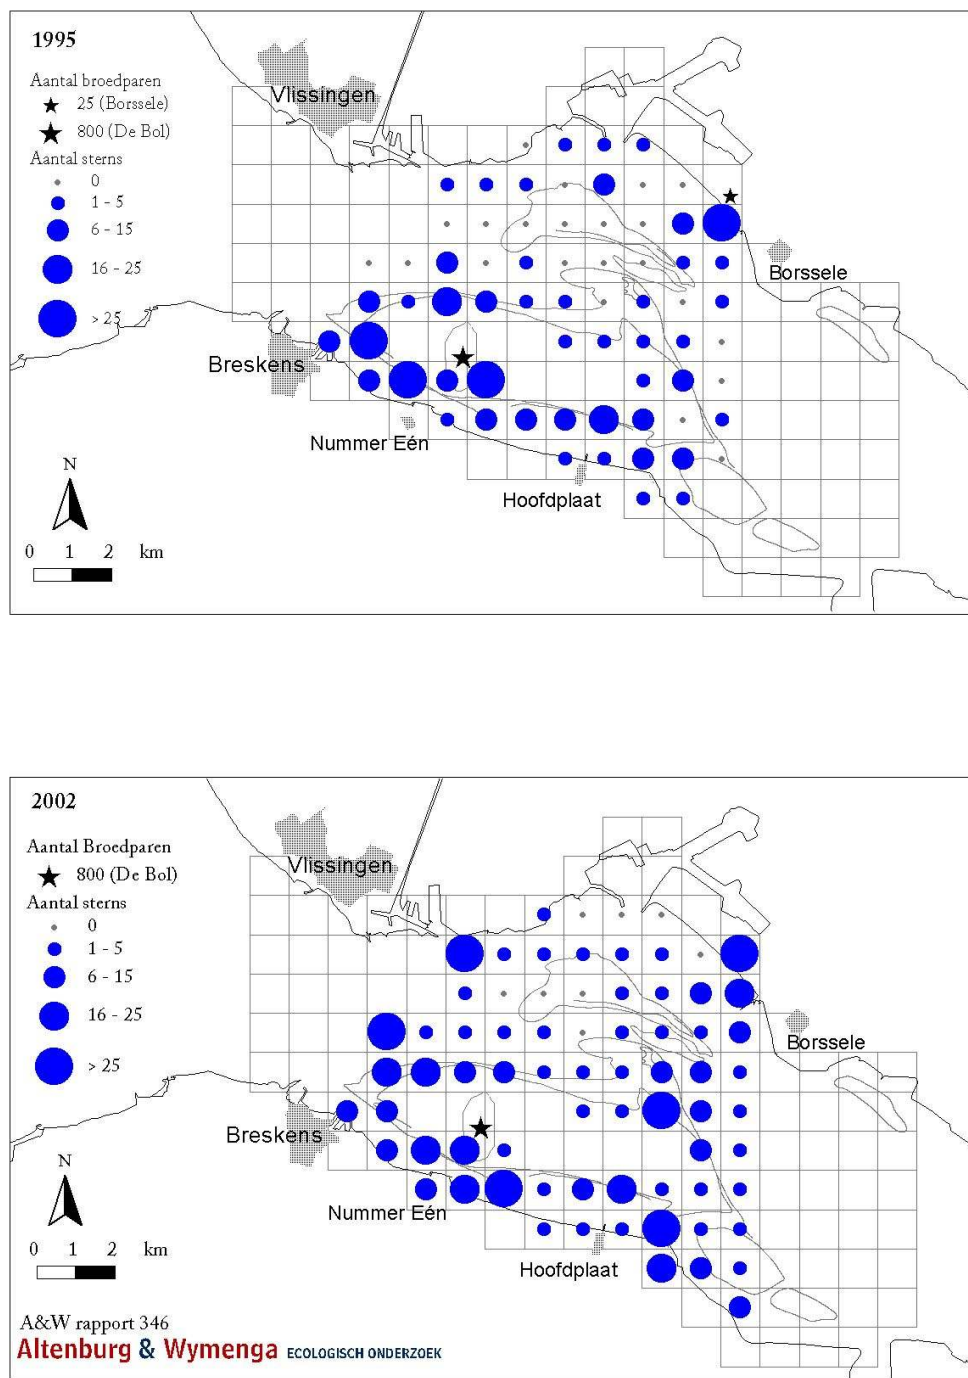 1995
Aantal broedparen
25 (Borssele)
800 (De Bol)
Aantal sterns
0
1 - 5
6 - 15
16 - 25
> 25
Vlissingen
Borssele
Breskens
Nummer Eén
Hoofdplaat
N
0 1 2 km
2002
Aantal Broedparen
800 (De Bol)
Aantal sterns
0
1 - 5
6 - 15
16 - 25
> 25
Vlissingen
Borssele
Breskens
Nummer Eén
Hoofdplaat
N
0 1 2 km
A&W rapport 346
Altenburg & Wymenga ECOLOGISCH ONDERZOEK